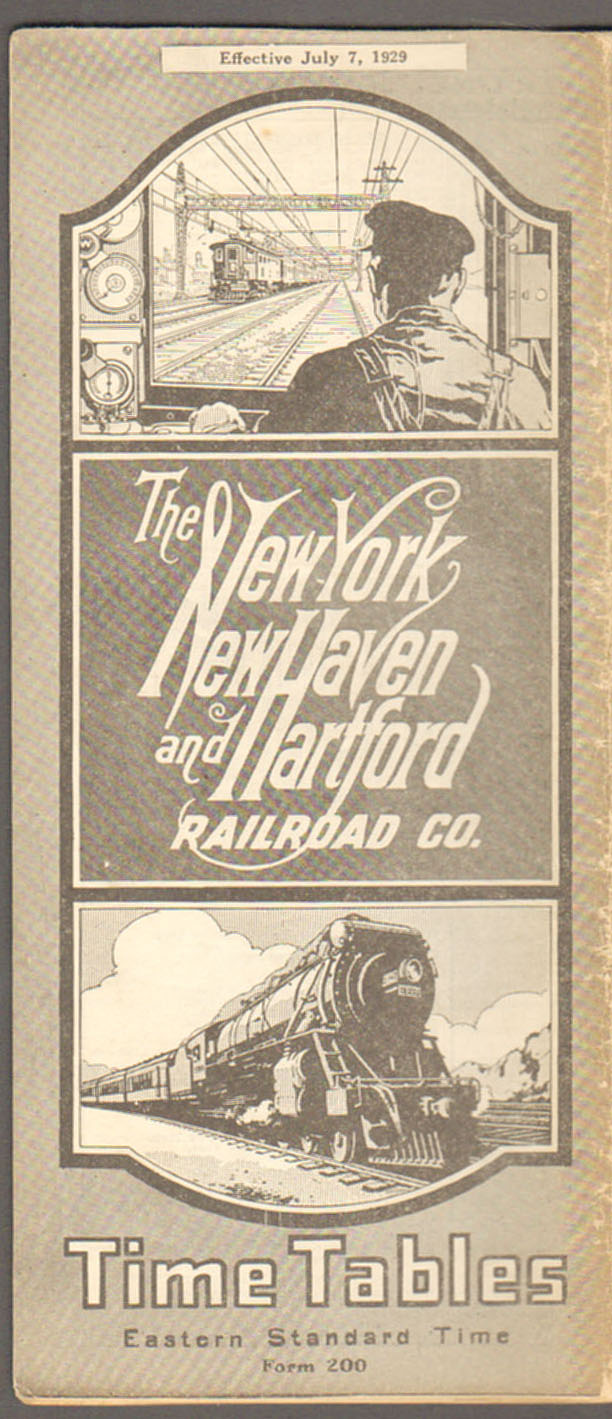 Effective July 7, 1929
The New York
New Haven
and Hartford
RAILROAD CO.
Time Tables
Eastern Standard Time
Form 200